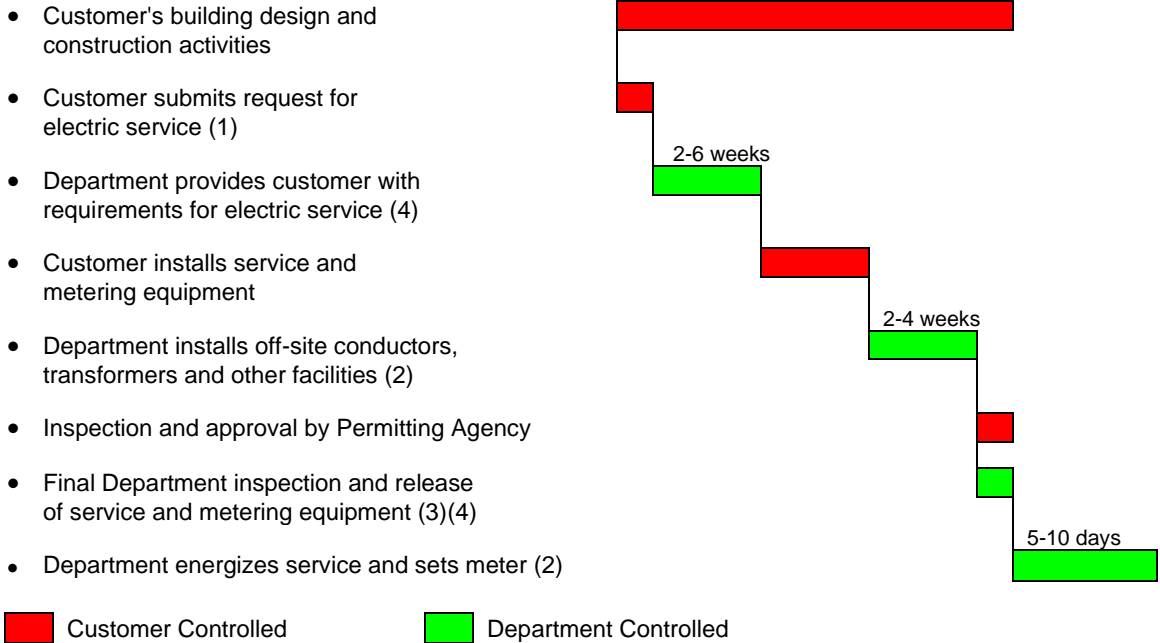 • Customer's building design and
construction activities
• Customer submits request for
electric service (1)
2-6 weeks
• Department provides customer with
requirements for electric service (4)
• Customer installs service and
metering equipment
2-4 weeks
• Department installs off-site conductors,
transformers and other facilities (2)
• Inspection and approval by Permitting Agency
• Final Department inspection and release
of service and metering equipment (3)(4)
5-10 days
• Department energizes service and sets meter (2)
Customer Controlled
Department Controlled